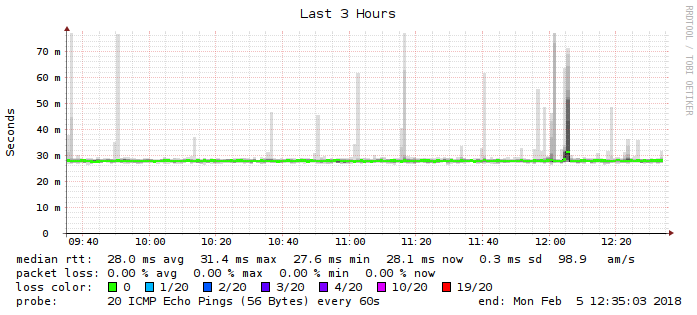 Last 3 Hours
RRDTOOL / TOBI OETIKER
Seconds
70 m
60 m
50 m
40 m
30 m
20 m
10 m
0
09:40 10:00 10:20 10:40 11:00 11:20 11:40 12:00 12:20
median rtt: 28.0 ms avg 31.4 ms max 27.6 ms min 28.1 ms now 0.3 ms sd 98.9 am/s
packet loss: 0.00 % avg 0.00 % max 0.00 % min 0.00 % now
loss color: 0 1/20 2/20 3/20 4/20 10/20 19/20
probe: 20 ICMP Echo Pings (56 Bytes) every 60s end: Mon Feb 5 12:35:03 2018